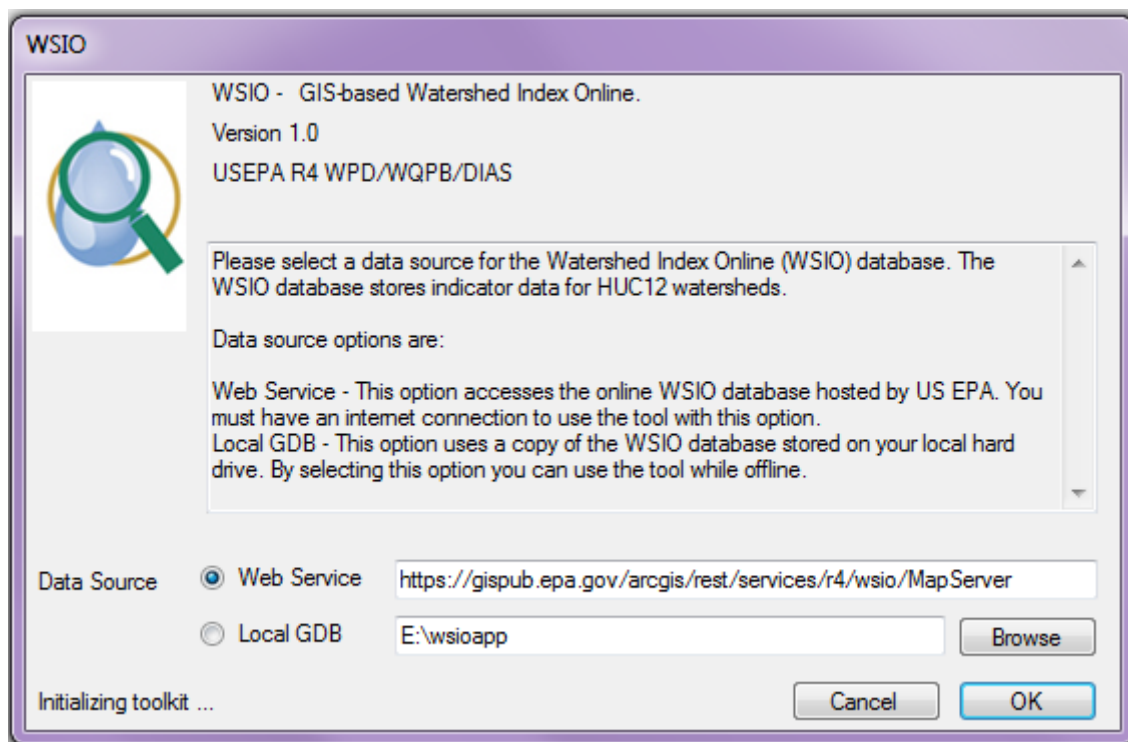 WSIO
WSIO -   GIS-based Watershed Index Online.
Version 1.0
USEPA R4 WPD/WQPB/DIAS
Please select a data source for the Watershed Index Online (WSIO) database. The
WSIO database stores indicator data for HUC12 watersheds.
Data source options are:
Web Service - This option accesses the online WSIO database hosted by US EPA. You
must have an internet connection to use the tool with this option.
Local GDB - This option uses a copy of the WSIO database stored on your local hard
drive. By selecting this option you can use the tool while offline.
Data Source Web Service https://gispub.epa.gov/arcgis/rest/services/r4/wsio/MapServer
Local GDB E:\wsioapp Browse
Initializing toolkit ... Cancel OK